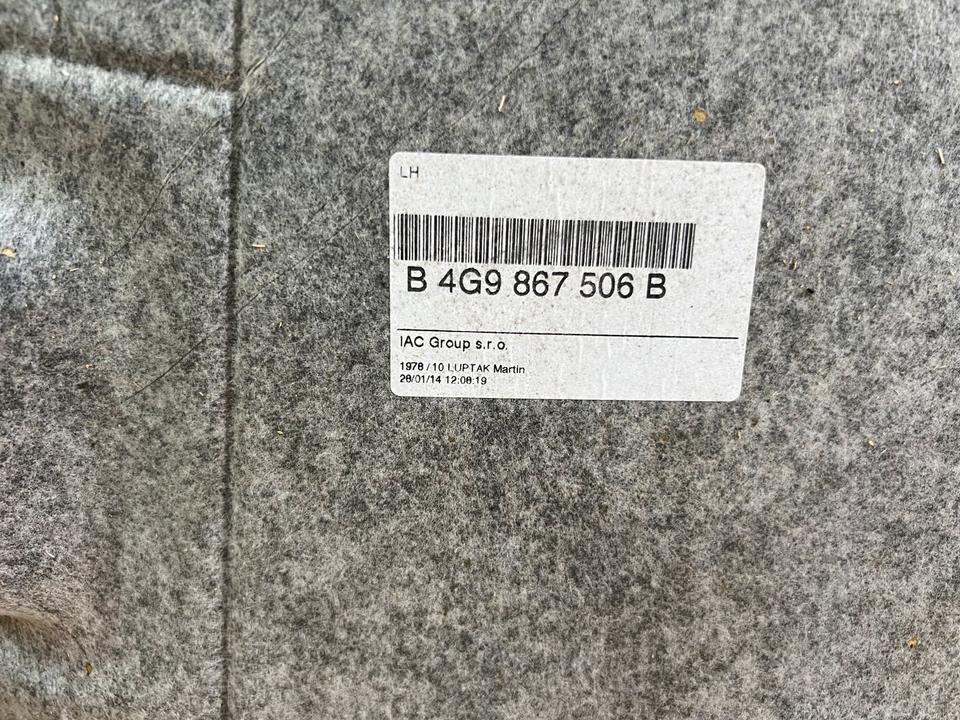 LH
B 4G9 867 506 B
IAC Group s.r.o.
1978 / 10 LUPTAK Martin
28/01/14 12:08:19